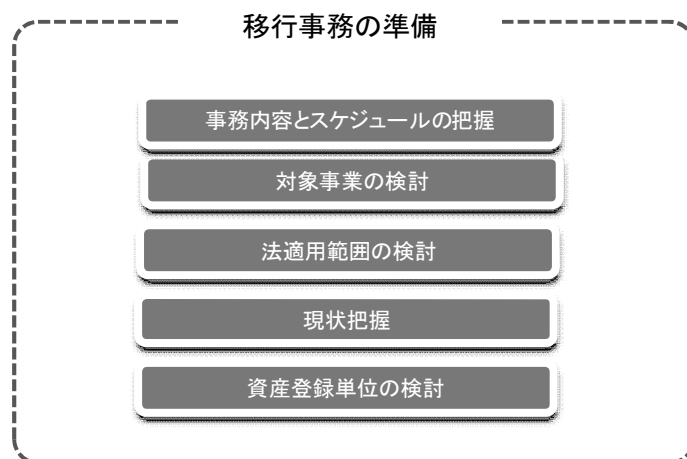 移行事務の準備
事務内容とスケジュールの把握
対象事業の検討
法適用範囲の検討
現状把握
資産登録単位の検討